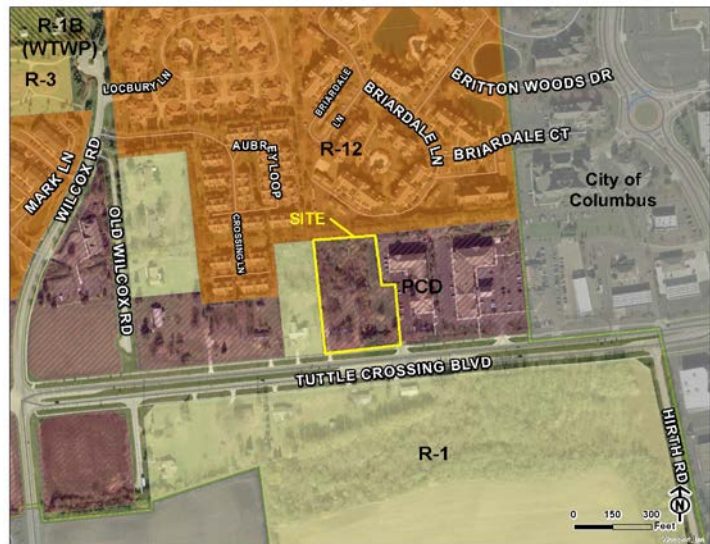 R-1B
(WTWP)
R-3
LOCBURY LN
BRIARDALE
LN
BRIARDALE LN
BRITTON WOODS DR
BRIARDALE CT
AUBREY LOOP
R-12
MARK LN
WILCOX RD
OLD WILCOX RD
CROSSING LN
City of
Columbus
SITE
PCD
TUTTLE CROSSING BLVD
R-1
HIRTH RD
N
0 150 300
Feet